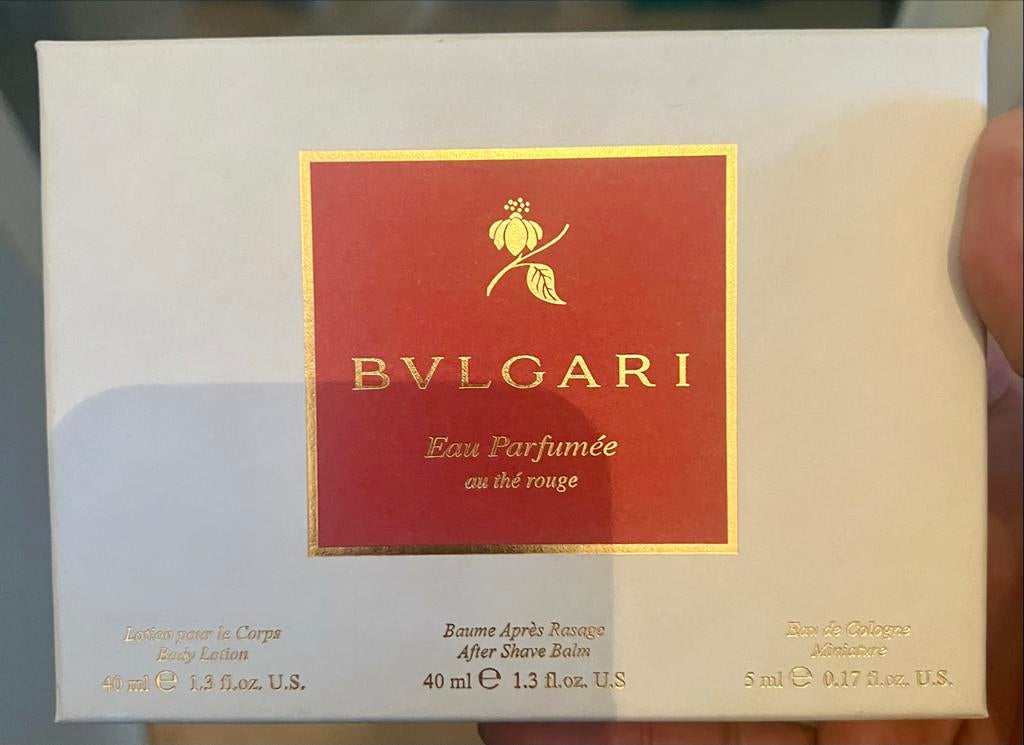 BVLGARI
Eau Parfumée
au thé rouge
Lotion pour le Corps
Body Lotion
40 ml ℮ 1.3 fl.oz. U.S.
Baume Après Rasage
After Shave Balm
40 ml ℮ 1.3 fl.oz. U.S
Eau de Cologne
Miniature
5 ml ℮ 0.17 fl.oz. U.S.